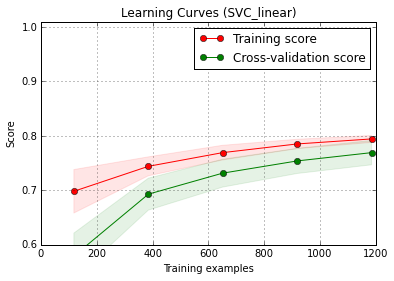 Learning Curves (SVC_linear)
Training score
Cross-validation score
Score
1.0
0.9
0.8
0.7
0.6
0
200
400
600
800
1000
1200
Training examples